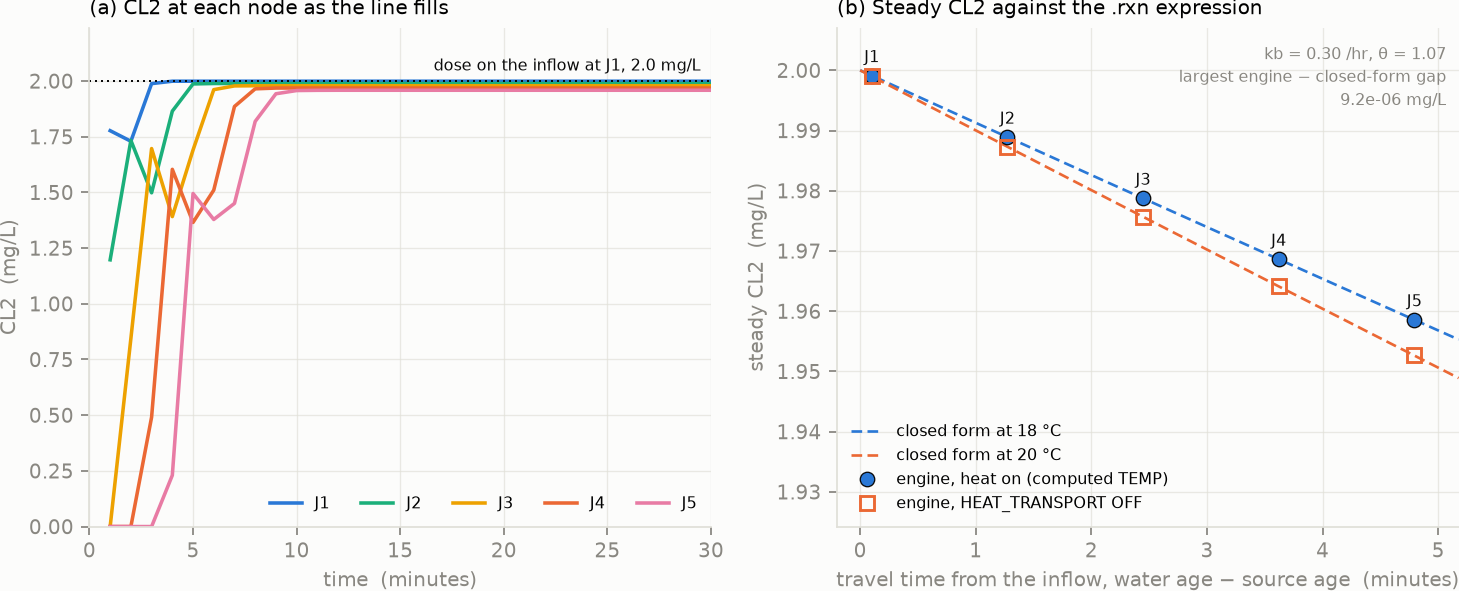 (a) CL2 at each node as the line fills
dose on the inflow at J1, 2.0 mg/L
CL2 (mg/L)
2.00
1.75
1.50
1.25
1.00
0.75
0.50
0.25
0.00
J1 J2 J3 J4 J5
0 5 10 15 20 25 30
time (minutes)
(b) Steady CL2 against the .rxn expression
kb = 0.30 /hr, θ = 1.07
largest engine − closed-form gap
9.2e-06 mg/L
steady CL2 (mg/L)
2.00
1.99
1.98
1.97
1.96
1.95
1.94
1.93
J1
J2
J3
J4
J5
closed form at 18 °C
closed form at 20 °C
engine, heat on (computed TEMP)
engine, HEAT_TRANSPORT OFF
0 1 2 3 4 5
travel time from the inflow, water age − source age (minutes)